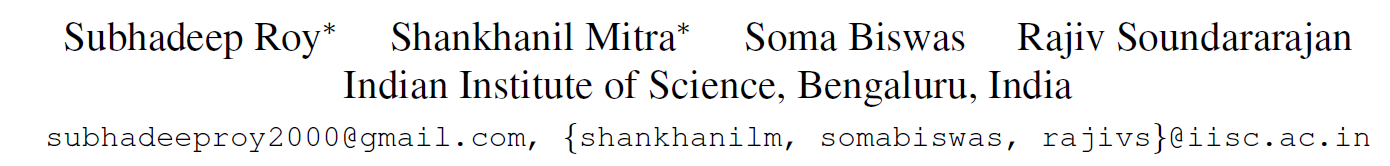 Subhadeep Roy* Shankhanil Mitra* Soma Biswas Rajiv Soundararajan
Indian Institute of Science, Bengaluru, India
subhadeeproy2000@gmail.com, {shankhanilm, somabiswas, rajivs}@iisc.ac.in